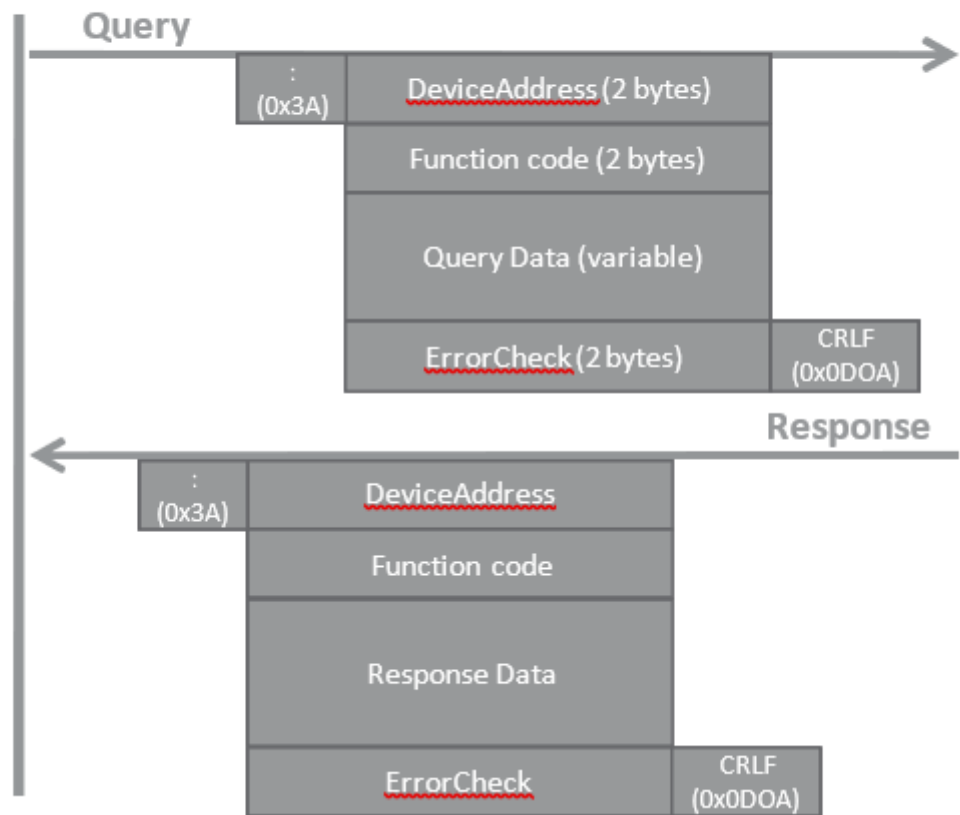 Query
:
(0x3A)
DeviceAddress (2 bytes)
Function code (2 bytes)
Query Data (variable)
ErrorCheck (2 bytes)
CRLF
(0x0DOA)
Response
:
(0x3A)
DeviceAddress
Function code
Response Data
ErrorCheck
CRLF
(0x0DOA)